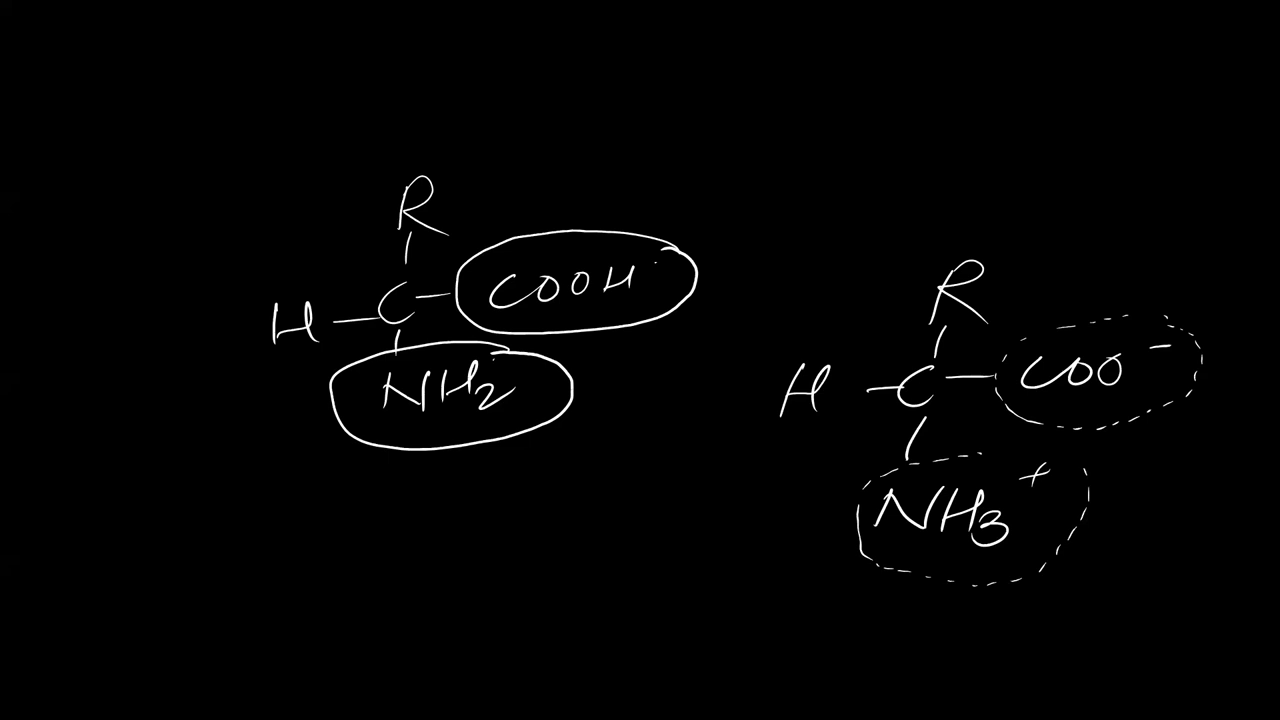 R
H - C - COOH
NH2
R
H - C - COO-
NH3+